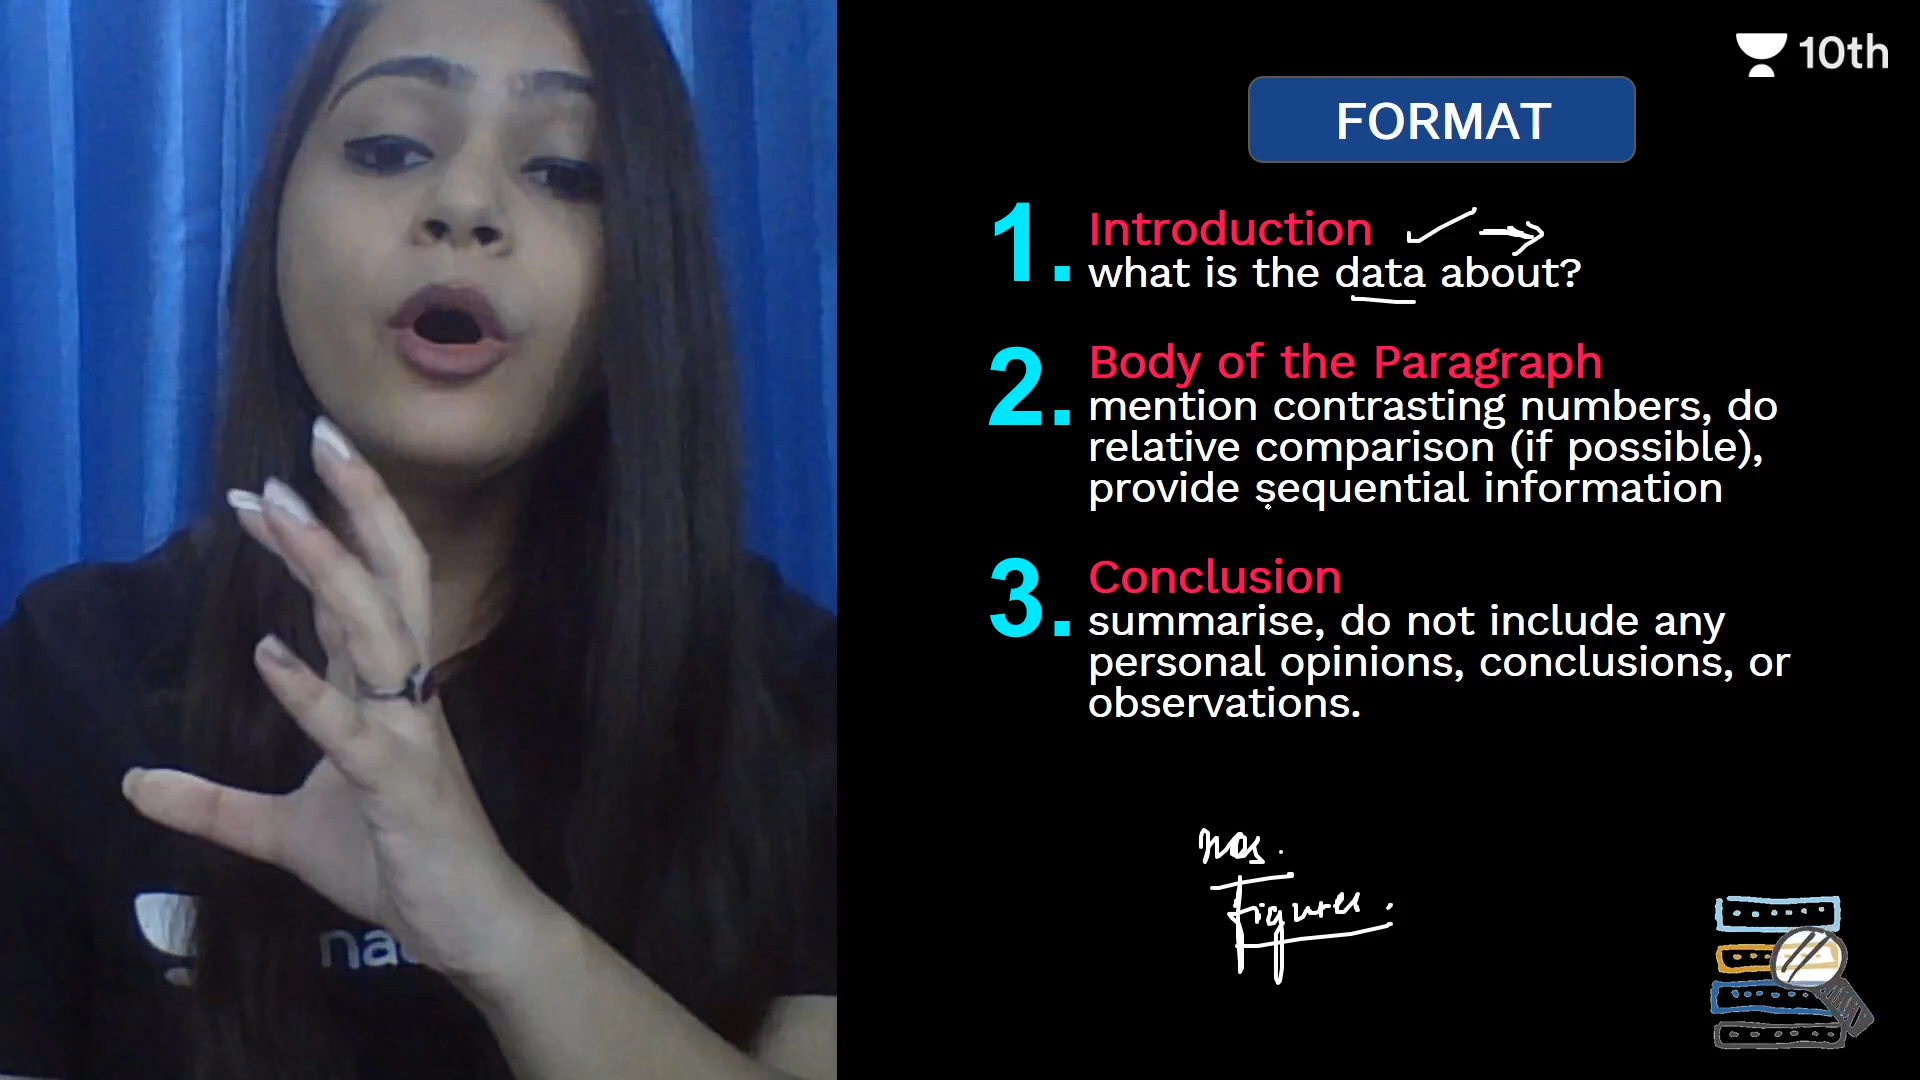 10th
FORMAT
1. Introduction
what is the data about?
2. Body of the Paragraph
mention contrasting numbers, do
relative comparison (if possible),
provide sequential information
3. Conclusion
summarise, do not include any
personal opinions, conclusions, or
observations.
nos.
Figures.
na